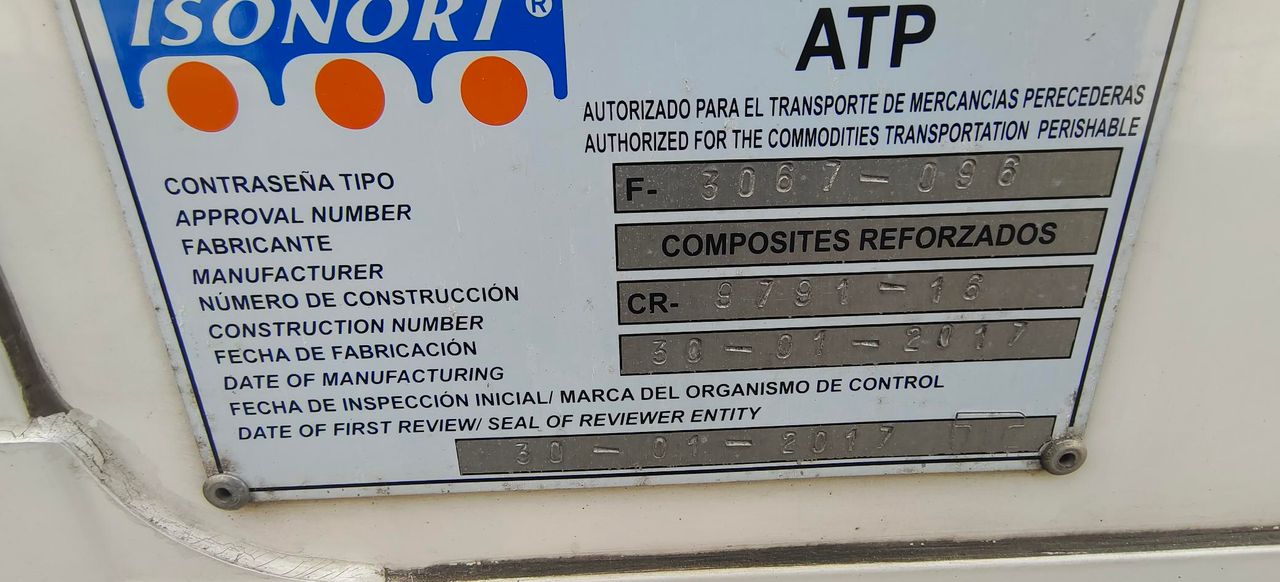 ISONORT®
ATP
AUTORIZADO PARA EL TRANSPORTE DE MERCANCIAS PERECEDERAS
AUTHORIZED FOR THE COMMODITIES TRANSPORTATION PERISHABLE
CONTRASEÑA TIPO
APPROVAL NUMBER
F- 3067-096
FABRICANTE
MANUFACTURER
COMPOSITES REFORZADOS
NÚMERO DE CONSTRUCCIÓN
CONSTRUCTION NUMBER
CR- 9791-16
FECHA DE FABRICACIÓN
DATE OF MANUFACTURING
30-01-2017
FECHA DE INSPECCIÓN INICIAL/ MARCA DEL ORGANISMO DE CONTROL
DATE OF FIRST REVIEW/ SEAL OF REVIEWER ENTITY
30-01-2017